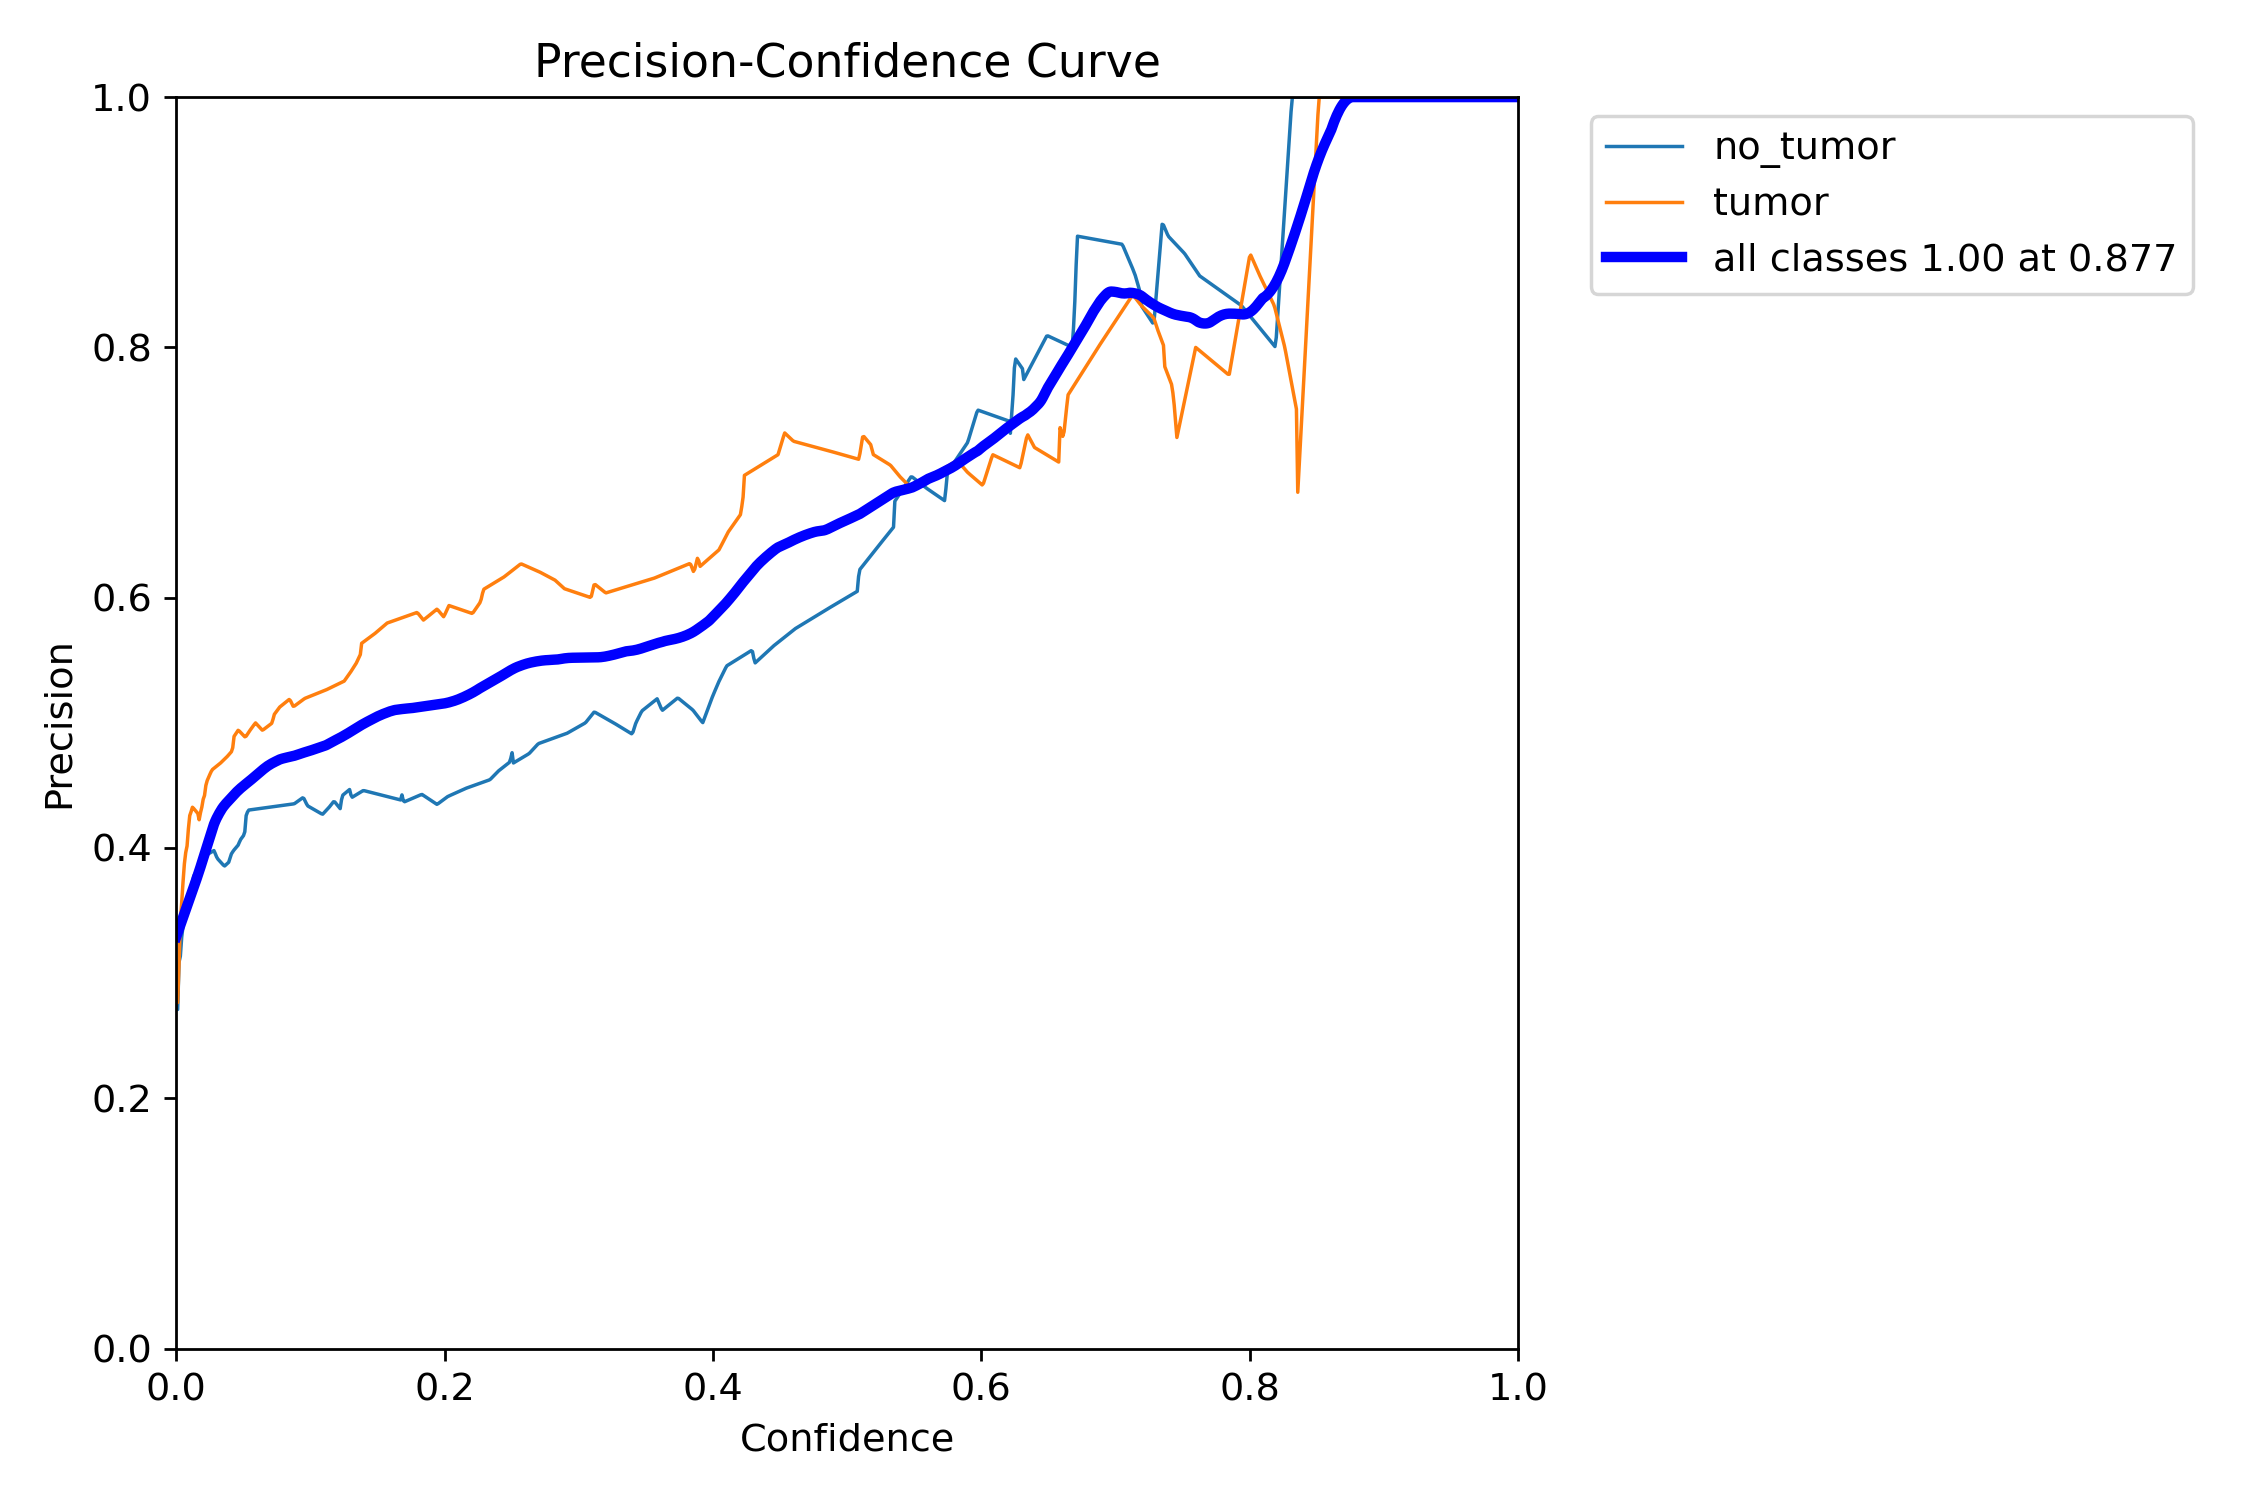 Precision-Confidence Curve
1.0
0.8
0.6
0.4
0.2
0.0
Precision
0.0 0.2 0.4 0.6 0.8 1.0
Confidence
no_tumor
tumor
all classes 1.00 at 0.877